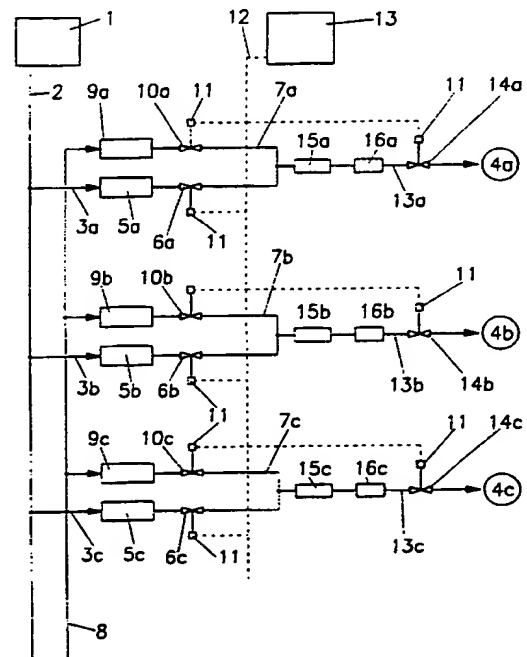 1 12 13
2 9a 10a 11 7a 11 14a
15a 16a 4a
3a 5a 6a 11 13a
9b 10b 7b 11
15b 16b 4b
3b 5b 6b 13b 14b
11
9c 10c 11 7c 11 14c
15c 16c 4c
3c 5c 6c 11 13c
8